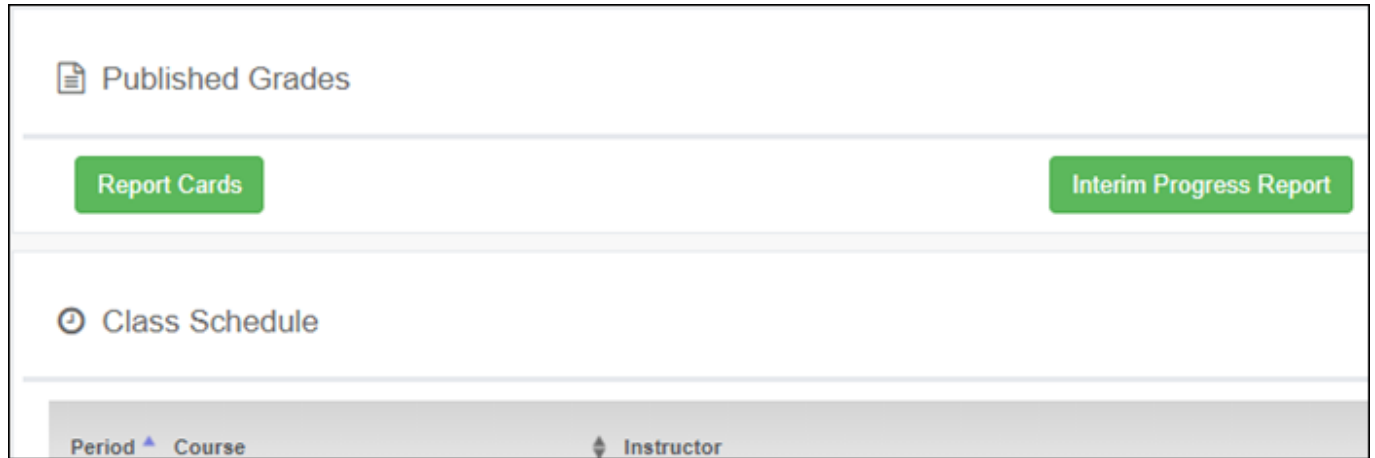 Published Grades
Report Cards
Interim Progress Report
Class Schedule
Period Course Instructor